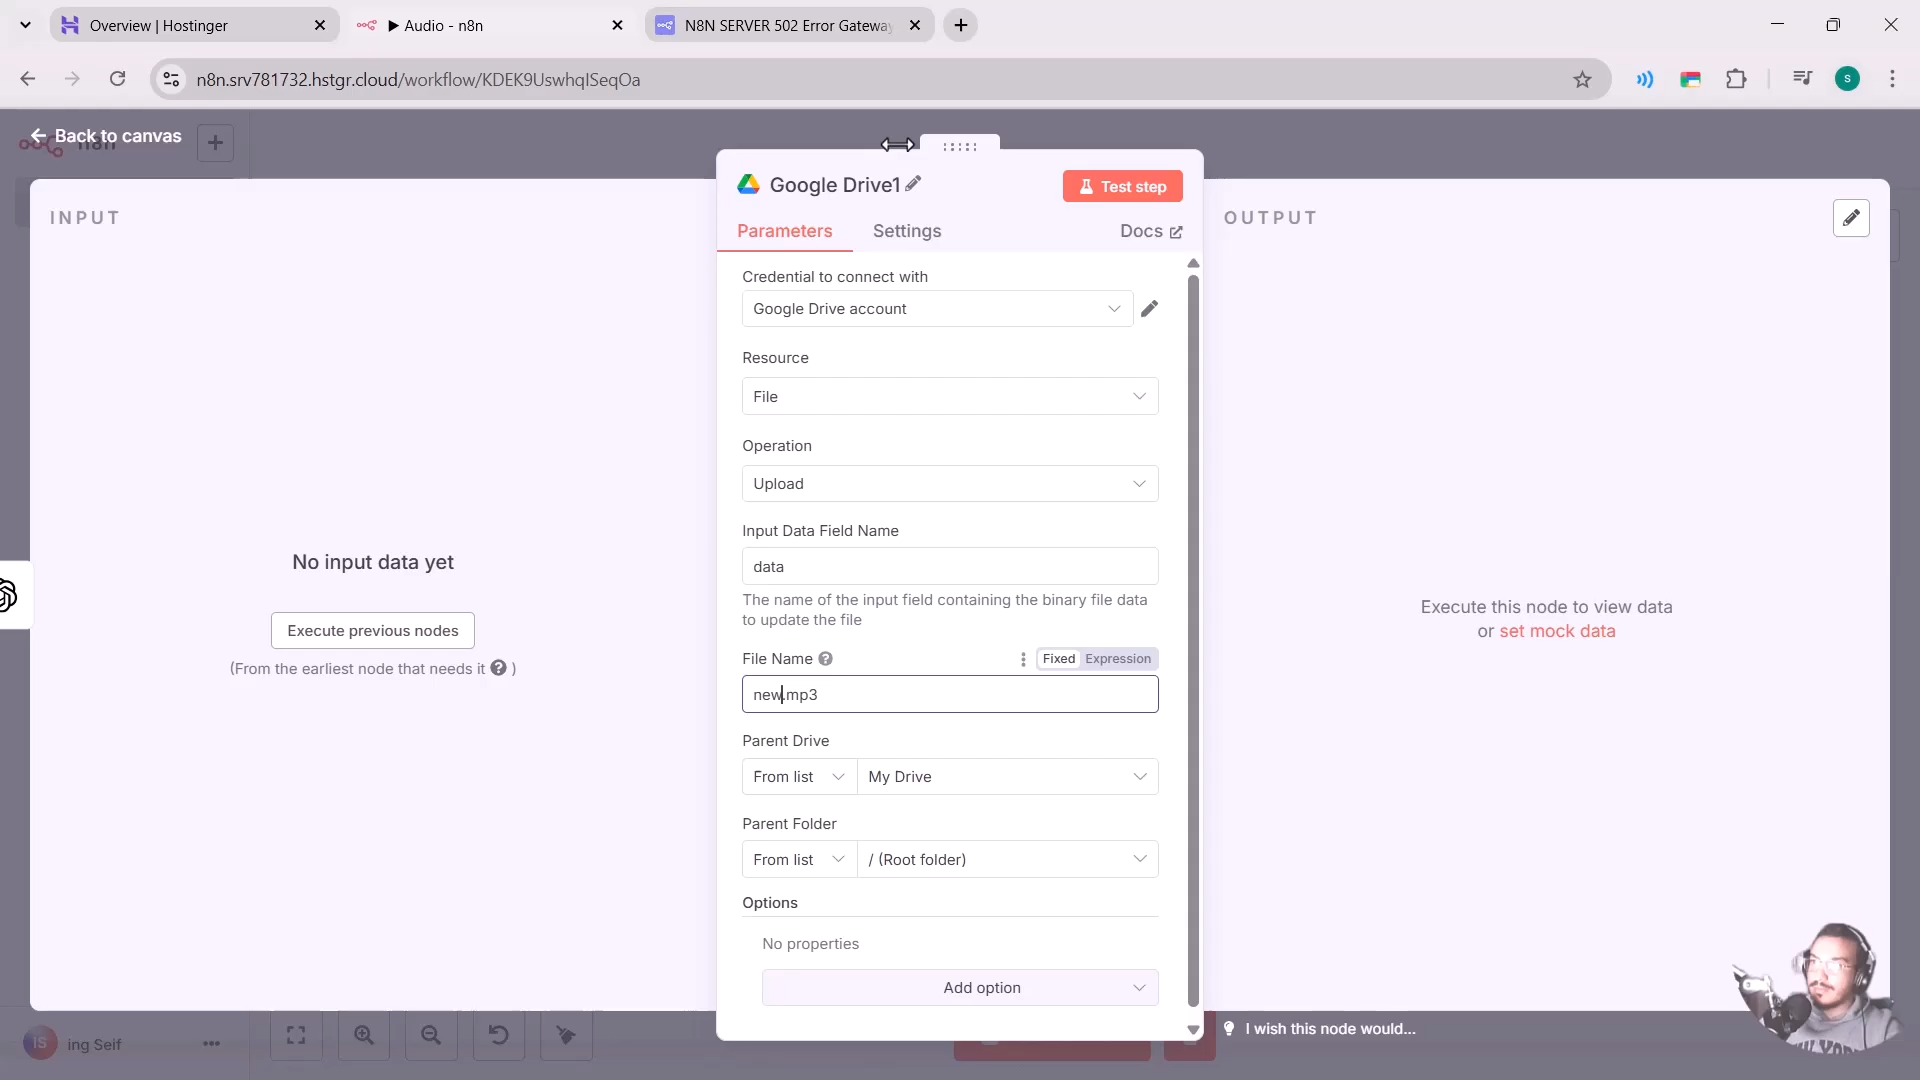 Overview | Hostinger
Audio - n8n
N8N SERVER 502 Error Gateway
n8n.srv781732.hstgr.cloud/workflow/KDEK9UswhqlSeqOa
S
Back to canvas
n8n
INPUT
No input data yet
Execute previous nodes
(From the earliest node that needs it ? )
Google Drive1
Test step
Parameters
Settings
Docs
Credential to connect with
Google Drive account
Resource
File
Operation
Upload
Input Data Field Name
data
The name of the input field containing the binary file data
to update the file
File Name
Fixed
Expression
new.mp3
Parent Drive
From list
My Drive
Parent Folder
From list
/ (Root folder)
Options
No properties
Add option
OUTPUT
Execute this node to view data
or set mock data
I wish this node would...
IS
ing Seif